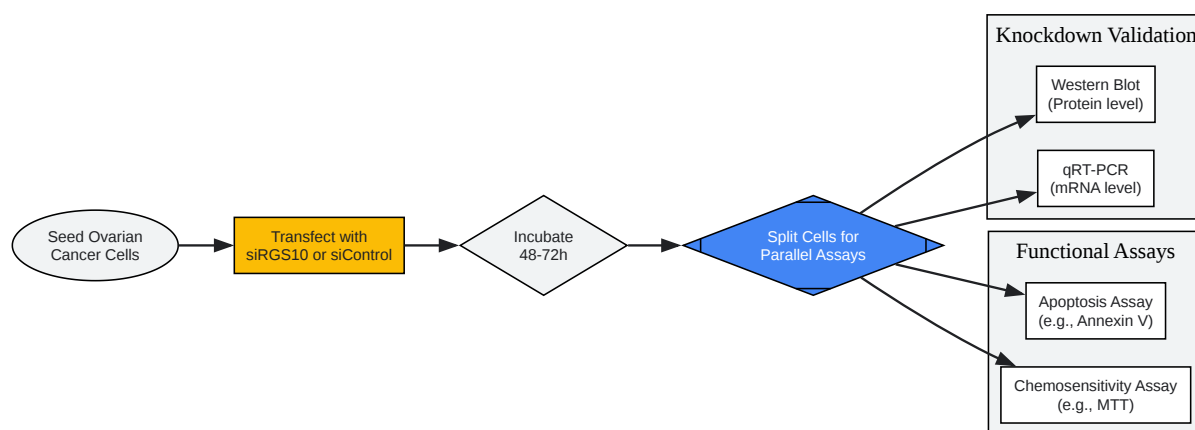 Seed Ovarian
Cancer Cells
Transfect with
siRGS10 or siControl
Incubate
48-72h
Split Cells for
Parallel Assays
Knockdown Validation
Western Blot
(Protein level)
qRT-PCR
(mRNA level)
Functional Assays
Apoptosis Assay
(e.g., Annexin V)
Chemosensitivity Assay
(e.g., MTT)